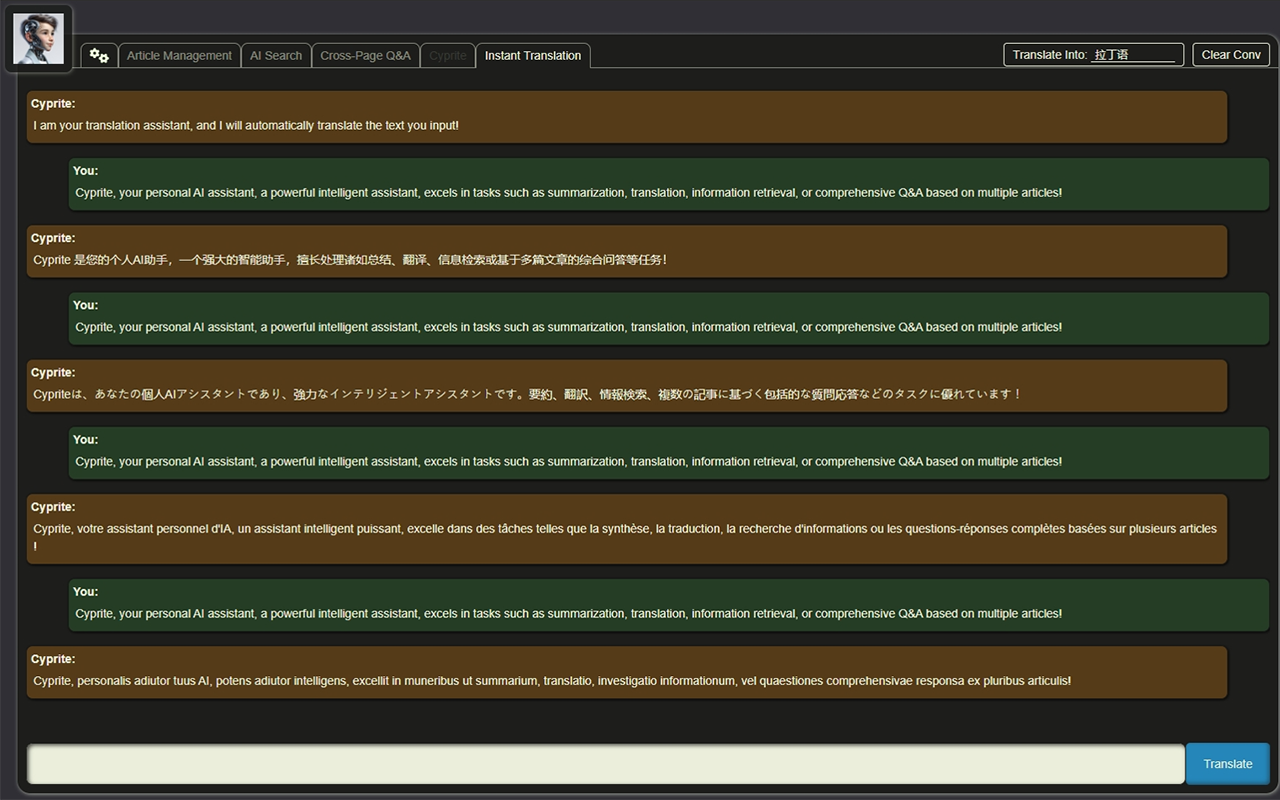 Article Management
AI Search
Cross-Page Q&A
Cyprite
Instant Translation
Translate Into: 拉丁语
Clear Conv
Cyprite:
I am your translation assistant, and I will automatically translate the text you input!
You:
Cyprite, your personal AI assistant, a powerful intelligent assistant, excels in tasks such as summarization, translation, information retrieval, or comprehensive Q&A based on multiple articles!
Cyprite:
Cyprite 是您的个人AI助手，一个强大的智能助手，擅长处理诸如总结、翻译、信息检索或基于多篇文章的综合问答等任务！
You:
Cyprite, your personal AI assistant, a powerful intelligent assistant, excels in tasks such as summarization, translation, information retrieval, or comprehensive Q&A based on multiple articles!
Cyprite:
Cypriteは、あなたの個人AIアシスタントであり、強力なインテリジェントアシスタントです。要約、翻訳、情報検索、複数の記事に基づく包括的な質問応答などのタスクに優れています！
You:
Cyprite, your personal AI assistant, a powerful intelligent assistant, excels in tasks such as summarization, translation, information retrieval, or comprehensive Q&A based on multiple articles!
Cyprite:
Cyprite, votre assistant personnel d'IA, un assistant intelligent puissant, excelle dans des tâches telles que la synthèse, la traduction, la recherche d'informations ou les questions-réponses complètes basées sur plusieurs articles
!
You:
Cyprite, your personal AI assistant, a powerful intelligent assistant, excels in tasks such as summarization, translation, information retrieval, or comprehensive Q&A based on multiple articles!
Cyprite:
Cyprite, personalis adiutor tuus AI, potens adiutor intelligens, excellit in muneribus ut summarium, translatio, investigatio informationum, vel quaestiones comprehensivae responsa ex pluribus articulis!
Translate